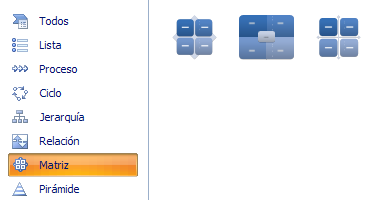 Todos
Lista
Proceso
Ciclo
Jerarquía
Relación
Matriz
Pirámide